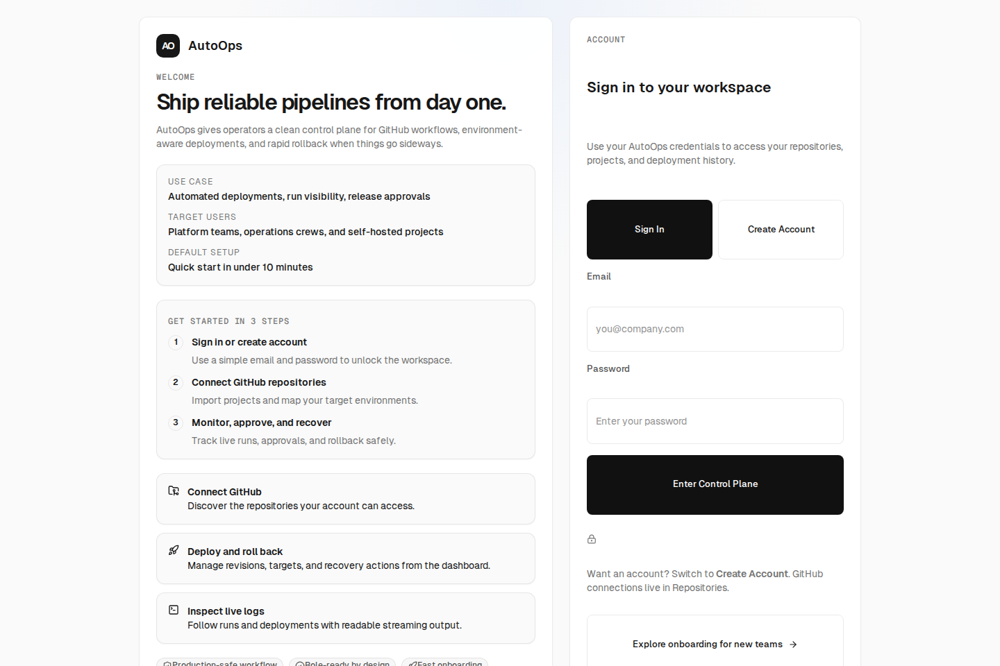 AO AutoOps
WELCOME
Ship reliable pipelines from day one.
AutoOps gives operators a clean control plane for GitHub workflows, environment-
aware deployments, and rapid rollback when things go sideways.
USE CASE
Automated deployments, run visibility, release approvals
TARGET USERS
Platform teams, operations crews, and self-hosted projects
DEFAULT SETUP
Quick start in under 10 minutes
GET STARTED IN 3 STEPS
1 Sign in or create account
Use a simple email and password to unlock the workspace.
2 Connect GitHub repositories
Import projects and map your target environments.
3 Monitor, approve, and recover
Track live runs, approvals, and rollback safely.
Connect GitHub
Discover the repositories your account can access.
Deploy and roll back
Manage revisions, targets, and recovery actions from the dashboard.
Inspect live logs
Follow runs and deployments with readable streaming output.
Production-safe workflow Role-ready by design Fast onboarding
ACCOUNT
Sign in to your workspace
Use your AutoOps credentials to access your repositories,
projects, and deployment history.
Sign In Create Account
Email
you@company.com
Password
Enter your password
Enter Control Plane
Want an account? Switch to Create Account. GitHub
connections live in Repositories.
Explore onboarding for new teams →